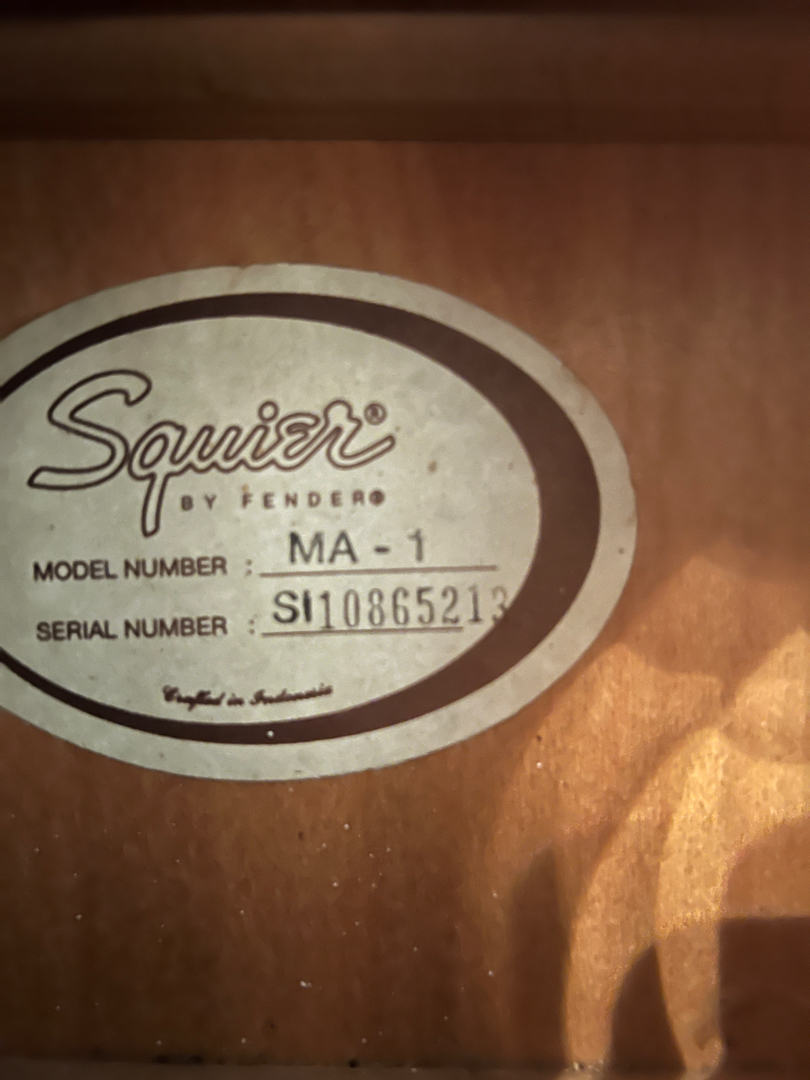 Squier®
BY FENDER®
MODEL NUMBER : MA - 1
SERIAL NUMBER : SI10865213
Crafted in Indonesia